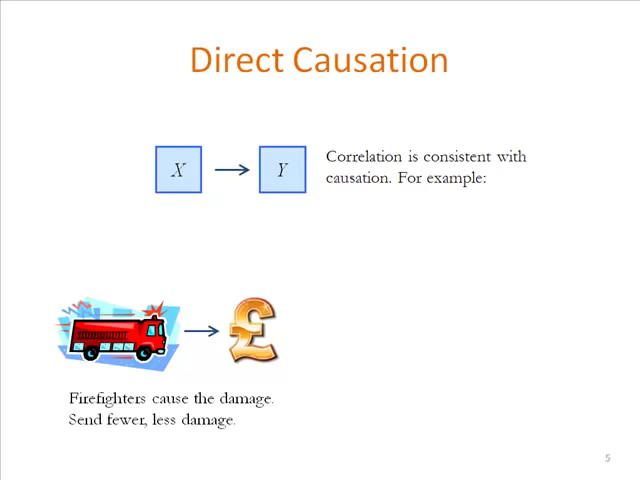 Direct Causation
X
Y
Correlation is consistent with
causation. For example:
£
Firefighters cause the damage.
Send fewer, less damage.
5